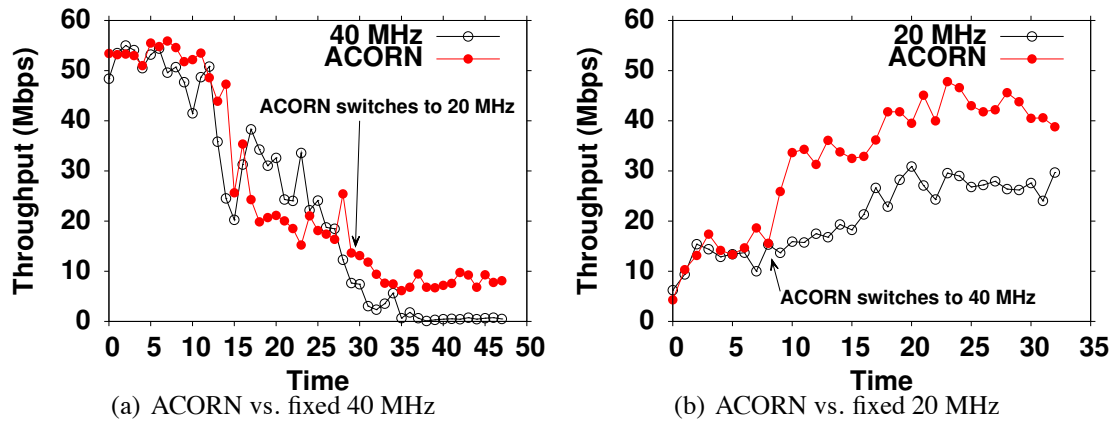 60
50
40
30
20
10
0
Throughput (Mbps)
40 MHz
ACORN
ACORN switches to 20 MHz
0 5 10 15 20 25 30 35 40 45 50
Time
(a) ACORN vs. fixed 40 MHz
60
50
40
30
20
10
0
Throughput (Mbps)
20 MHz
ACORN
ACORN switches to 40 MHz
0 5 10 15 20 25 30 35
Time
(b) ACORN vs. fixed 20 MHz